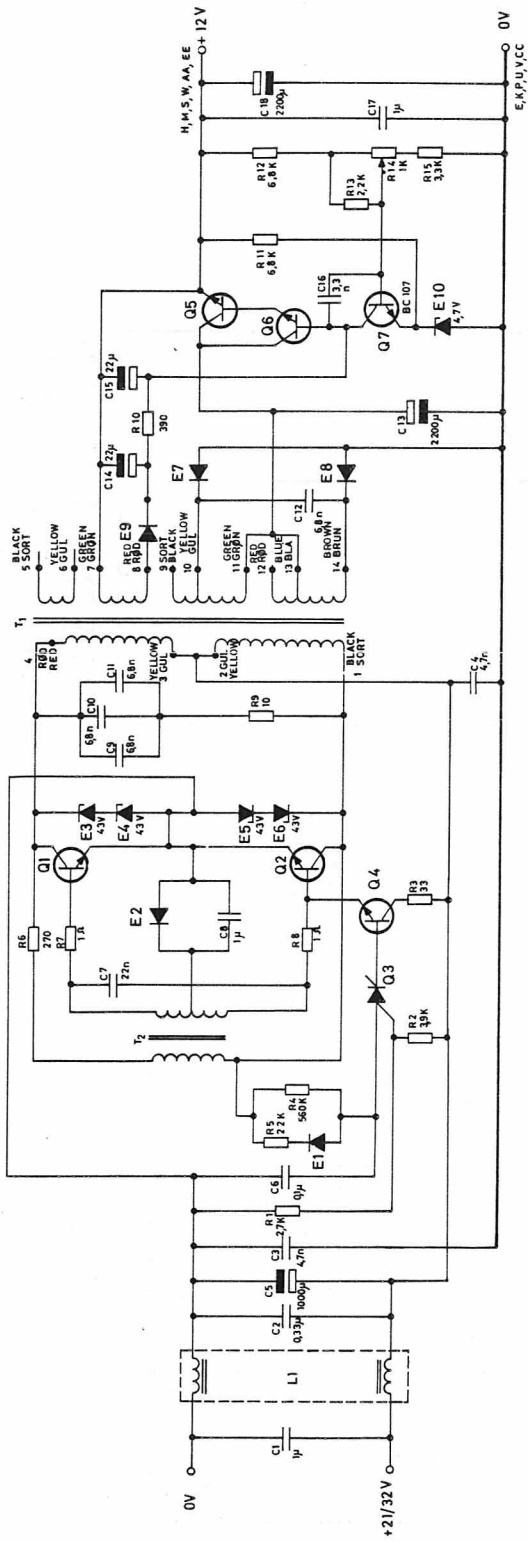 0V
+21/32 V
C1
1µ
L1
C2
0,33µ
C5
1000µ
C3
4,7n
R1
2,7K
C6
0,1µ
E1
R5
22K
R4
560K
R2
3,9K
Q3
Q4
R3
33
T2
R6
270
R7
1Ω
C7
22n
R8
1Ω
E2
C8
1µ
Q1
Q2
E3
43V
E4
43V
E5
43V
E6
43V
C9
6,8n
C10
6,8n
C11
6,8n
R9
10
C4
4,7n
T1
4
RØD
RED
YELLOW
3 GUL
2 GUL
YELLOW
BLACK
1 SORT
BLACK
5 SORT
YELLOW
6 GUL
GREEN
7 GRØN
RED
8 RØD
9 SORT
BLACK
YELLOW
10 GUL
GREEN
11 GRØN
RED
12 RØD
BLUE
13 BLA
BROWN
14 BRUN
E9
C14
22µ
R10
390
C15
22µ
E7
E8
C12
6,8n
C13
2200µ
Q5
Q6
C16
3,3
n
Q7
BC 107
E10
4,7V
R11
6,8K
R12
6,8K
R13
2,2K
R14
1K
R15
3,3K
C17
1µ
C18
2200µ
H,M,S,W,AA,EE
+ 12 V
0V
E,K,P,U,V,CC